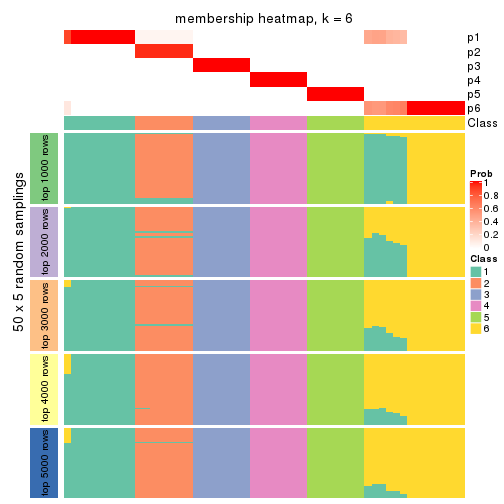 membership heatmap, k = 6
p1
p2
p3
p4
p5
p6
Class
50 x 5 random samplings
top 1000 rows
top 2000 rows
top 3000 rows
top 4000 rows
top 5000 rows
Prob
1
0.8
0.6
0.4
0.2
0
Class
1
2
3
4
5
6